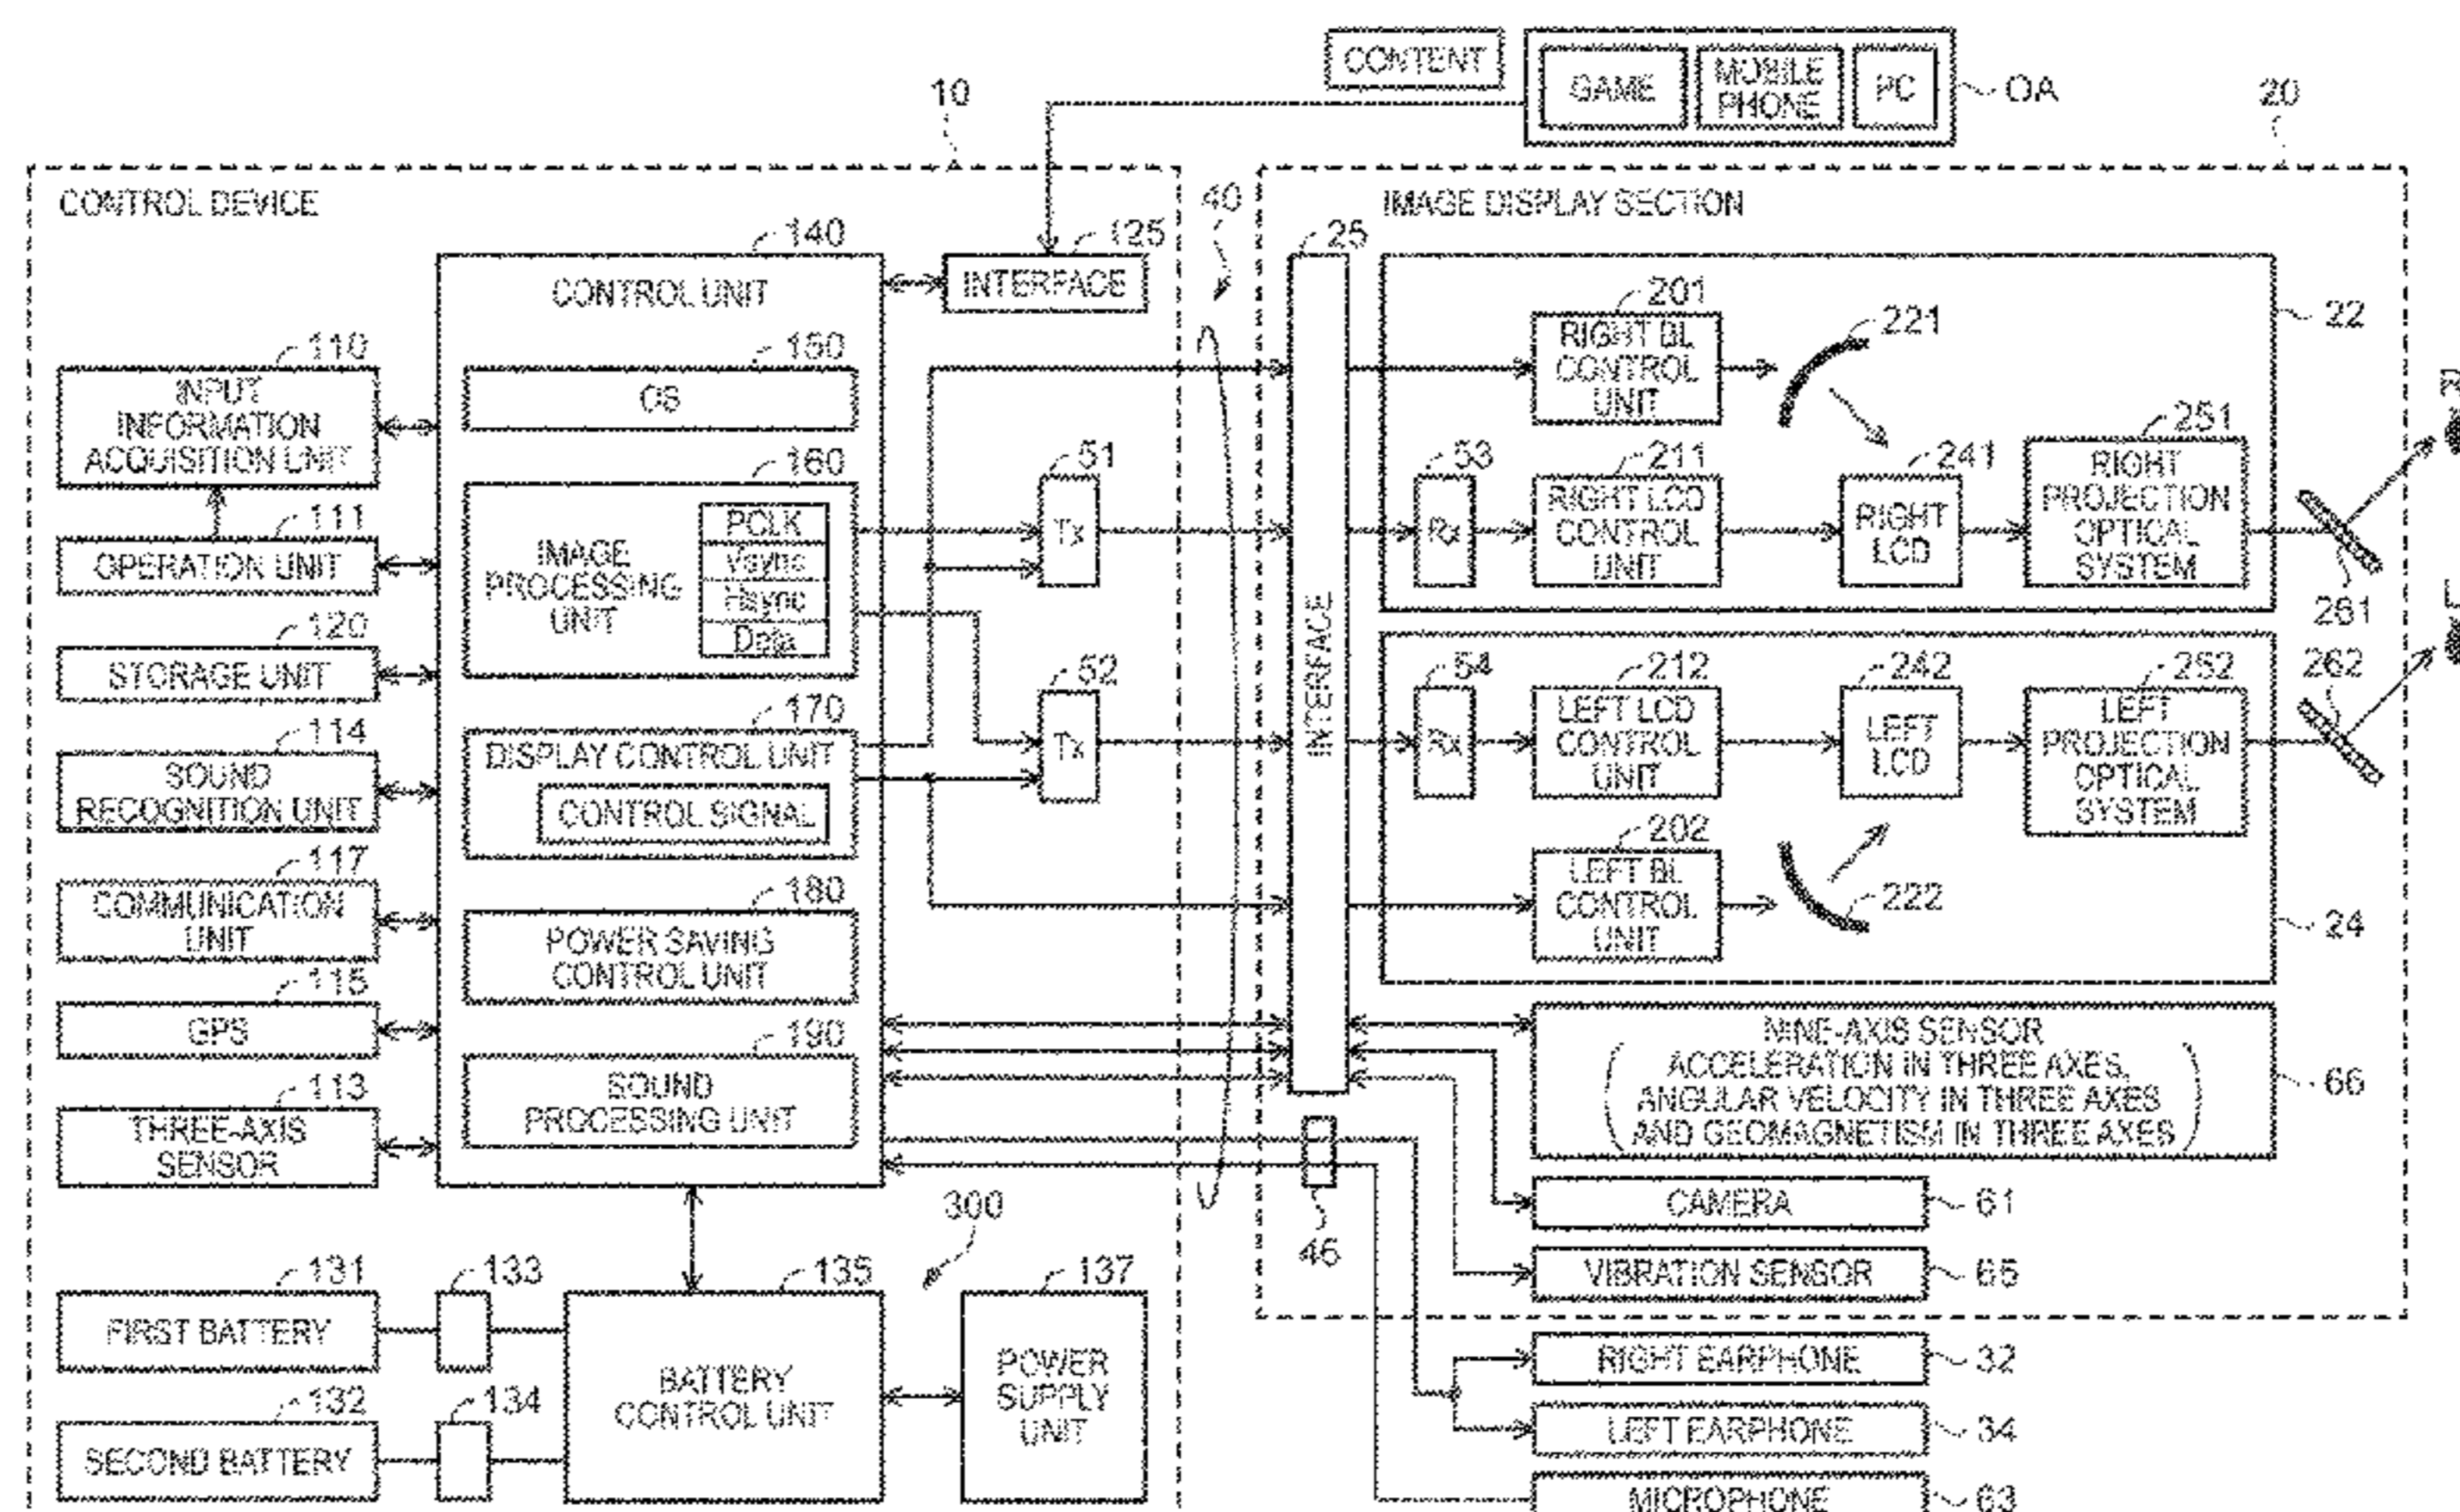 CONTENT
GAME
MOBILE
PHONE
PC
OA
10
20
CONTROL DEVICE
40
IMAGE DISPLAY SECTION
140
CONTROL UNIT
125
INTERFACE
25
INTERFACE
201
RIGHT BL
CONTROL
UNIT
221
22
110
INPUT
INFORMATION
ACQUISITION UNIT
150
OS
160
IMAGE
PROCESSING
UNIT
PCLK
Vsync
Hsync
Data
51
Tx
53
Rx
211
RIGHT LCD
CONTROL
UNIT
241
RIGHT
LCD
251
RIGHT
PROJECTION
OPTICAL
SYSTEM
261
111
OPERATION UNIT
120
STORAGE UNIT
52
Tx
54
Rx
212
LEFT LCD
CONTROL
UNIT
242
LEFT
LCD
252
LEFT
PROJECTION
OPTICAL
SYSTEM
262
114
SOUND
RECOGNITION UNIT
170
DISPLAY CONTROL UNIT
CONTROL SIGNAL
202
LEFT BL
CONTROL
UNIT
222
24
117
COMMUNICATION
UNIT
180
POWER SAVING
CONTROL UNIT
115
GPS
190
SOUND
PROCESSING UNIT
NINE-AXIS SENSOR
ACCELERATION IN THREE AXES,
ANGULAR VELOCITY IN THREE AXES
AND GEOMAGNETISM IN THREE AXES
66
113
THREE-AXIS
SENSOR
46
CAMERA
61
300
VIBRATION SENSOR
65
131
FIRST BATTERY
133
135
BATTERY
CONTROL UNIT
137
POWER
SUPPLY
UNIT
RIGHT EARPHONE
32
132
SECOND BATTERY
134
LEFT EARPHONE
34
MICROPHONE
63